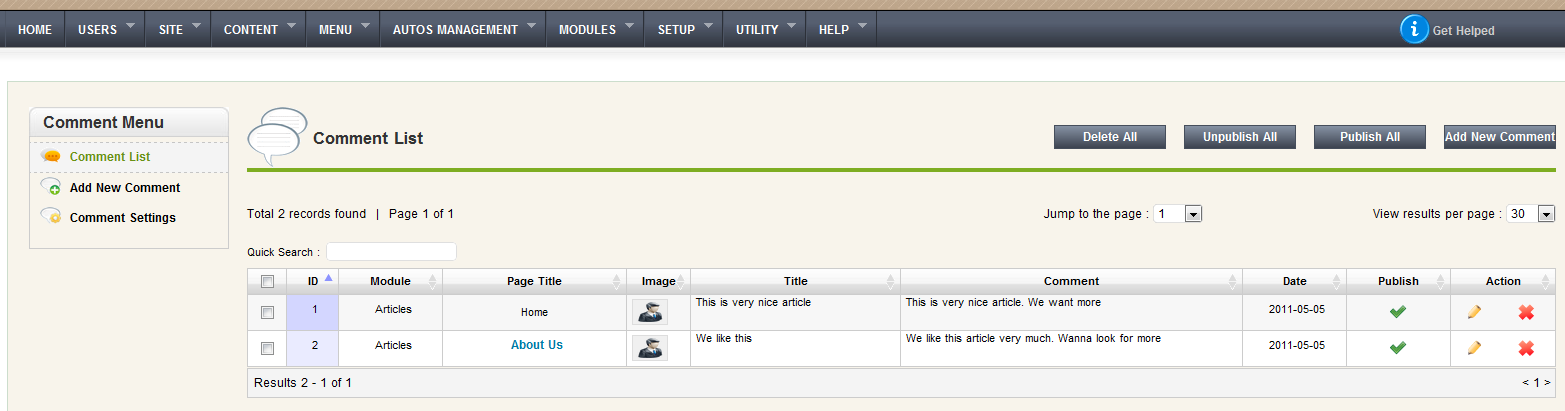 HOME USERS SITE CONTENT MENU AUTOS MANAGEMENT MODULES SETUP UTILITY HELP i Get Helped
Comment Menu
Comment List
Add New Comment
Comment Settings
Comment List
Delete All Unpublish All Publish All Add New Comment
Total 2 records found | Page 1 of 1 Jump to the page : 1 View results per page : 30
Quick Search :
ID Module Page Title Image Title Comment Date Publish Action
1 Articles Home This is very nice article This is very nice article. We want more 2011-05-05
2 Articles About Us We like this We like this article very much. Wanna look for more 2011-05-05
Results 2 - 1 of 1 < 1 >